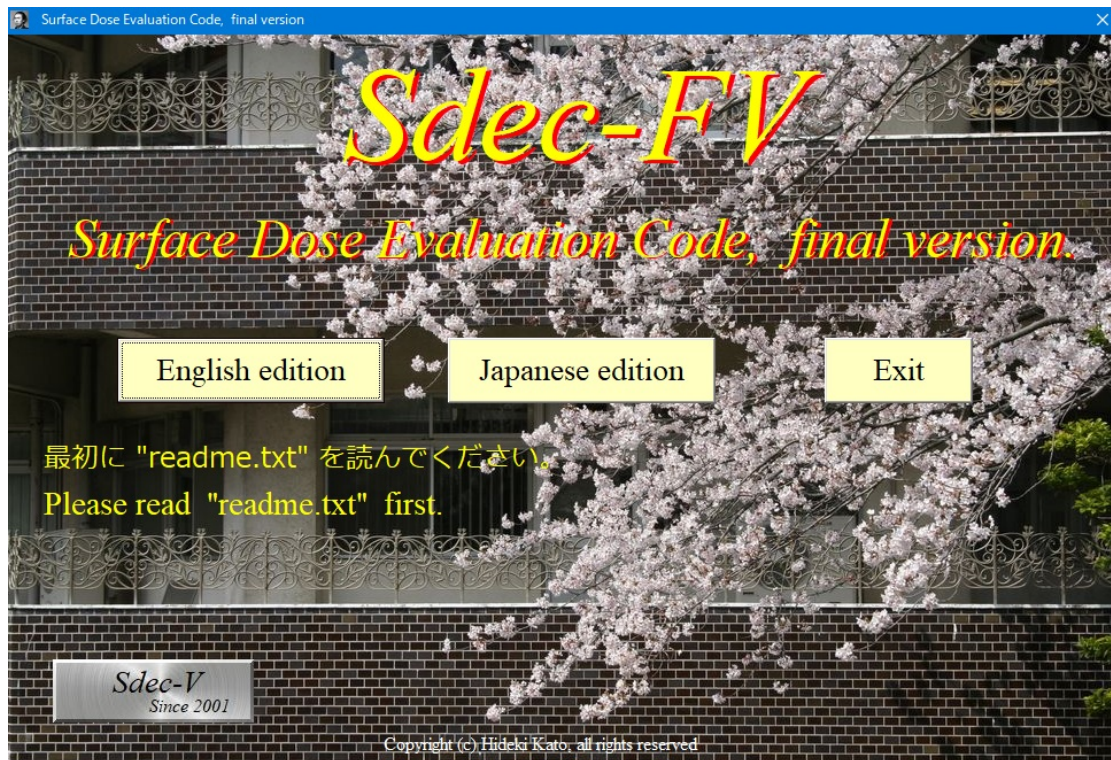 Surface Dose Evaluation Code, final version
Sdec-FV
Surface Dose Evaluation Code, final version.
English edition
Japanese edition
Exit
最初に "readme.txt" を読んでください。
Please read "readme.txt" first.
Sdec-V
Since 2001
Copyright (c) Hideki Kato, all rights reserved